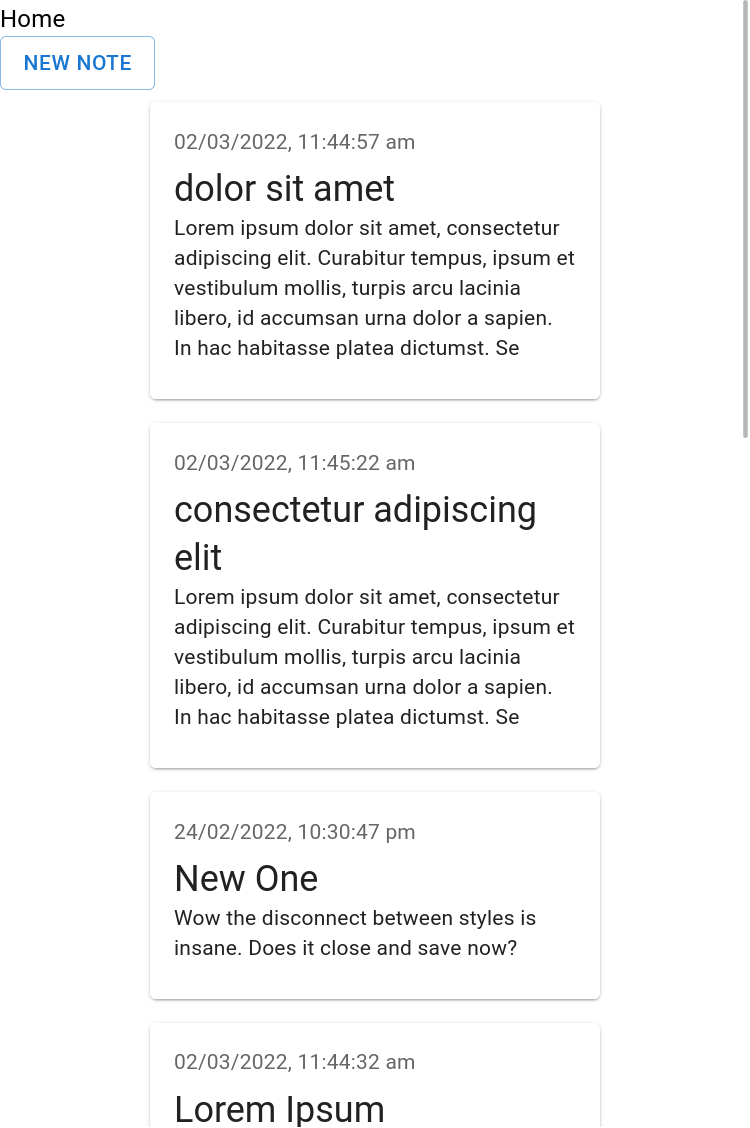 Home
NEW NOTE
02/03/2022, 11:44:57 am
dolor sit amet
Lorem ipsum dolor sit amet, consectetur
adipiscing elit. Curabitur tempus, ipsum et
vestibulum mollis, turpis arcu lacinia
libero, id accumsan urna dolor a sapien.
In hac habitasse platea dictumst. Se
02/03/2022, 11:45:22 am
consectetur adipiscing
elit
Lorem ipsum dolor sit amet, consectetur
adipiscing elit. Curabitur tempus, ipsum et
vestibulum mollis, turpis arcu lacinia
libero, id accumsan urna dolor a sapien.
In hac habitasse platea dictumst. Se
24/02/2022, 10:30:47 pm
New One
Wow the disconnect between styles is
insane. Does it close and save now?
02/03/2022, 11:44:32 am
Lorem Ipsum